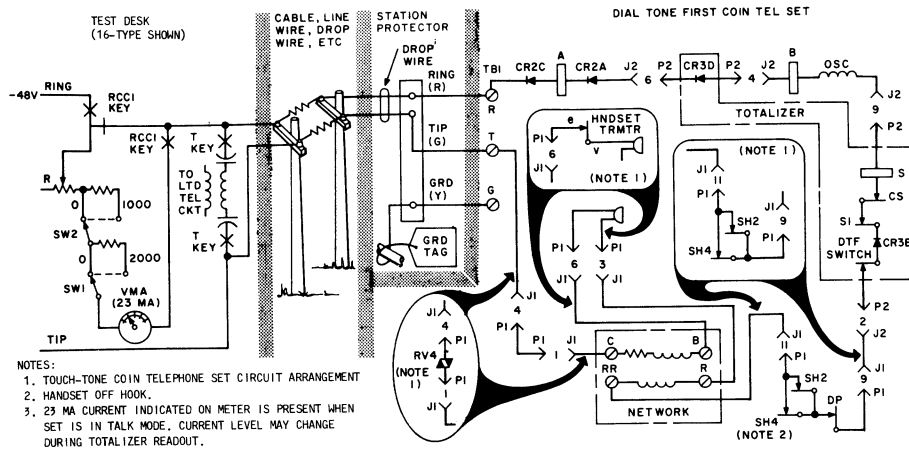 TEST DESK
(16-TYPE SHOWN)
CABLE, LINE
WIRE, DROP
WIRE, ETC
STATION
PROTECTOR
DROP
WIRE
DIAL TONE FIRST COIN TEL SET
RING
-48V
RCCI
KEY
RCCI
KEY
T
KEY
TO
LTD
TEL
CKT
T
KEY
R
0
1000
SW2
0
2000
SW1
VMA
(23 MA)
TIP
RING
(R)
TIP
(G)
GRD
(Y)
GRD
TAG
TB1
R
T
G
CR2C
A
CR2A
J2
6
P2
CR3D
P2
4
J2
B
OSC
J2
9
P2
TOTALIZER
S
CS
S1
DTF
SWITCH
CR3B
P2
2
J2
9
J1
P1
P1
6
J1
e
HNDSET
TRMTR
v
(NOTE 1)
(NOTE 1)
J1
11
P1
SH2
SH4
J1
9
P1
P1
6
J1
P1
3
J1
J1
4
P1
P1
1
J1
J1
4
P1
RV4
(NOTE
1)
P1
1
J1
C
B
RR
R
NETWORK
J1
11
P1
SH2
SH4
(NOTE 2)
DP
NOTES:
1. TOUCH-TONE COIN TELEPHONE SET CIRCUIT ARRANGEMENT
2. HANDSET OFF HOOK.
3. 23 MA CURRENT INDICATED ON METER IS PRESENT WHEN
SET IS IN TALK MODE. CURRENT LEVEL MAY CHANGE
DURING TOTALIZER READOUT.